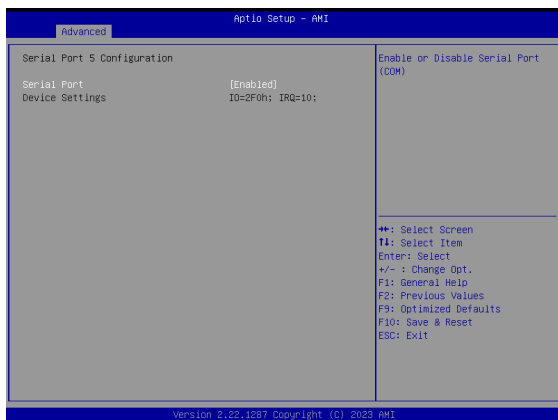 Aptio Setup - AMI
Advanced
Serial Port 5 Configuration
Serial Port [Enabled]
Device Settings IO=2F0h; IRQ=10;
Enable or Disable Serial Port
(COM)
→←: Select Screen
↑↓: Select Item
Enter: Select
+/- : Change Opt.
F1: General Help
F2: Previous Values
F9: Optimized Defaults
F10: Save & Reset
ESC: Exit
Version 2.22.1287 Copyright (C) 2023 AMI